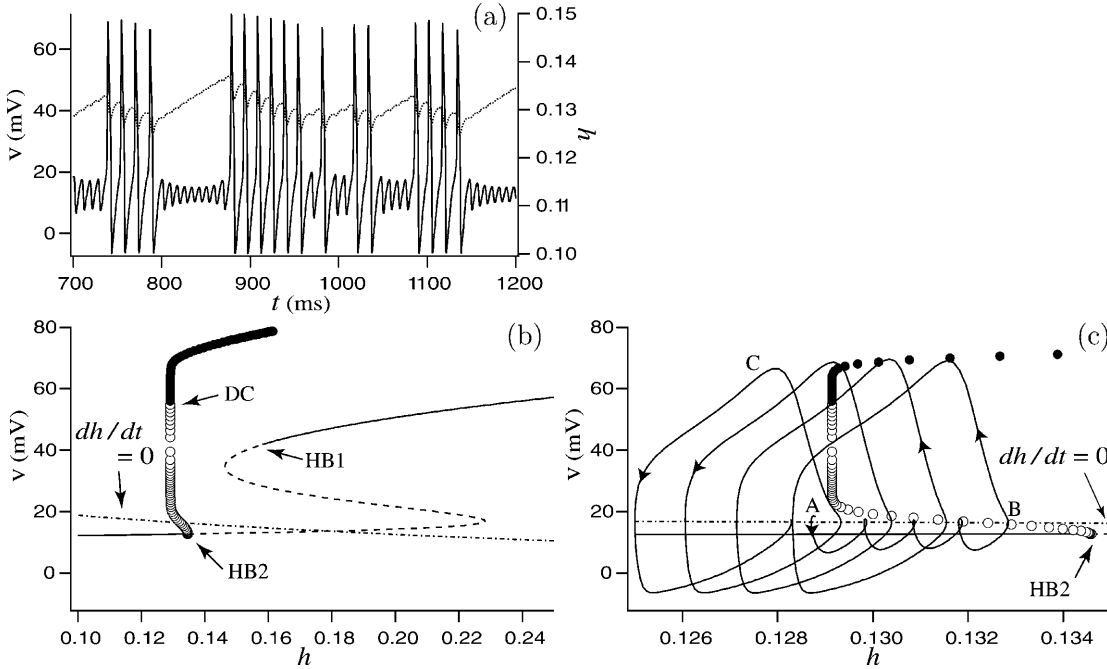 (a)
V (mV)
60
40
20
0
0.15
0.14
0.13
0.12
0.11
0.10
h
700
800
900
1000
1100
1200
t (ms)
(b)
V (mV)
80
60
40
20
0
DC
dh/dt
= 0
HB1
HB2
0.10
0.12
0.14
0.16
0.18
0.20
0.22
0.24
h
(c)
V (mV)
80
60
40
20
0
C
A
B
dh/dt = 0
HB2
0.126
0.128
0.130
0.132
0.134
h